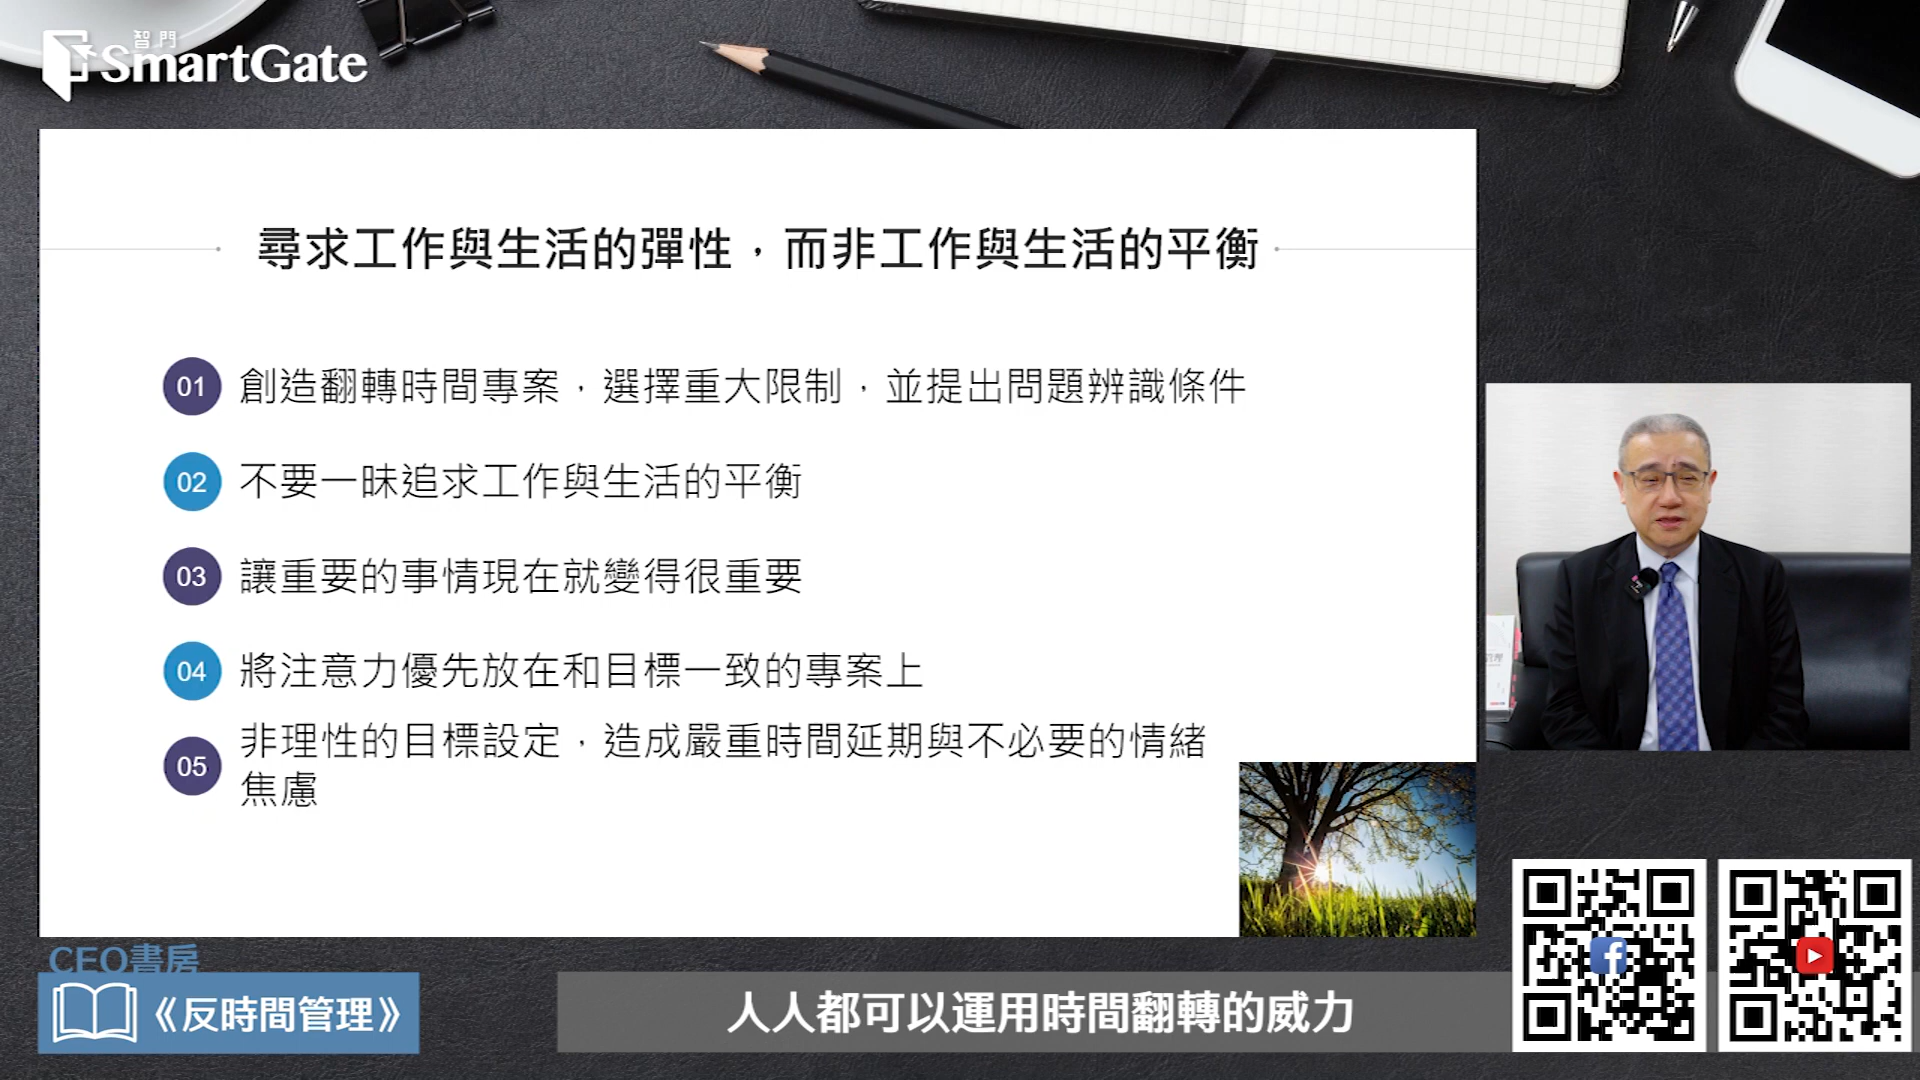 智門
SmartGate
尋求工作與生活的彈性，而非工作與生活的平衡
01 創造翻轉時間專案，選擇重大限制，並提出問題辨識條件
02 不要一昧追求工作與生活的平衡
03 讓重要的事情現在就變得很重要
04 將注意力優先放在和目標一致的專案上
05 非理性的目標設定，造成嚴重時間延期與不必要的情緒
焦慮
CEO書房
《反時間管理》
人人都可以運用時間翻轉的威力